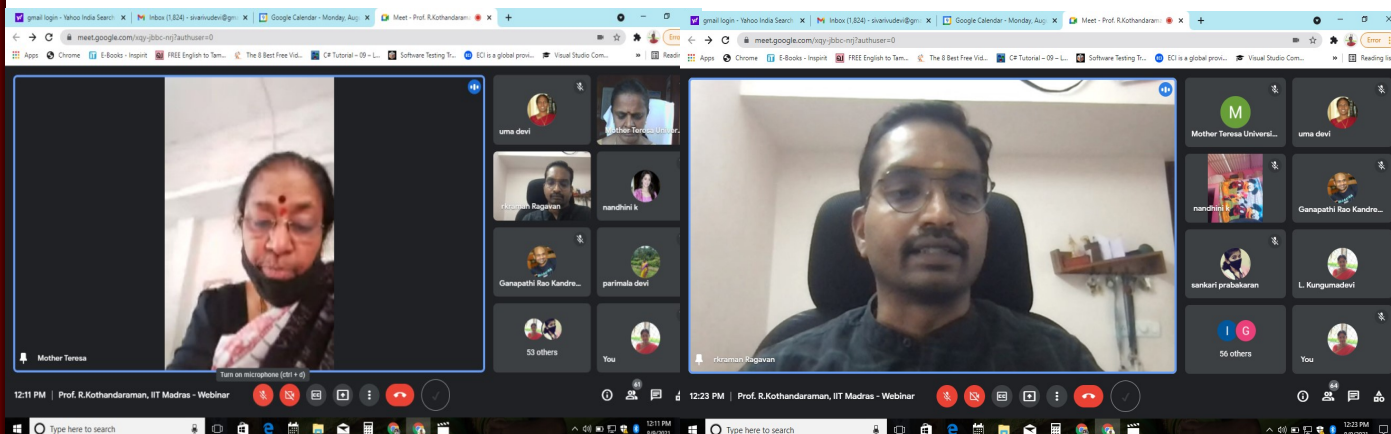 gmail login - Yahoo India Search
Inbox (1,824) - sivarivudevi@gm
Google Calendar - Monday, Aug
Meet - Prof. R.Kothandarama
meet.google.com/xqy-jbbc-nrj?authuser=0
Apps
Chrome
E-Books - Inspirit
FREE English to Tam...
The 8 Best Free Vid...
C# Tutorial – 09 – L...
Software Testing Tr...
ECI is a global provi...
Visual Studio Com...
»
uma devi
Mother Teresa
rkraman Ragavan
nandhini k
Ganapathi Rao Kandre...
parimala devi
53 others
You
Mother Teresa
Turn on microphone (ctrl + d)
12:11 PM | Prof. R.Kothandaraman, IIT Madras - Webinar
61
Type here to search
12:11 PM
gmail login - Yahoo India Search
Inbox (1,824) - sivarivudevi@gm
Google Calendar - Monday, Aug
Meet - Prof. R.Kothandarama
meet.google.com/xqy-jbbc-nrj?authuser=0
Error
Apps
Chrome
E-Books - Inspirit
FREE English to Tam...
The 8 Best Free Vid...
C# Tutorial – 09 – L...
Software Testing Tr...
ECI is a global provi...
Visual Studio Com...
»
Reading lis
M
Mother Teresa Universi...
uma devi
nandhini k
Ganapathi Rao Kandre...
sankari prabakaran
L. Kungumadevi
I G
56 others
You
rkraman Ragavan
12:23 PM | Prof. R.Kothandaraman, IIT Madras - Webinar
64
Type here to search
12:23 PM